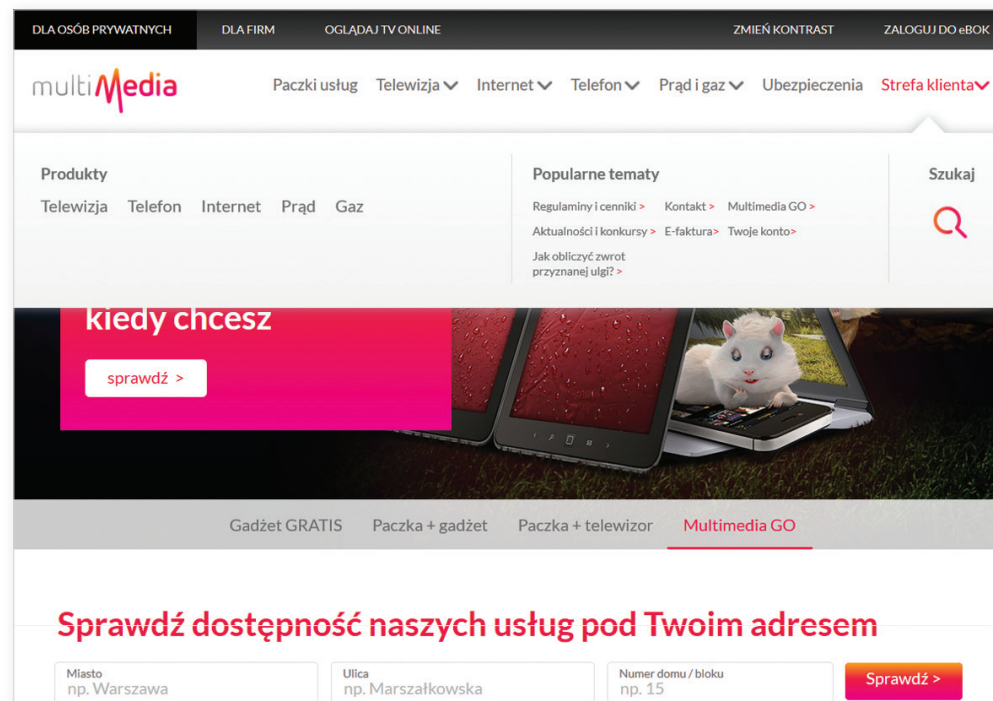 DLA OSÓB PRYWATNYCH DLA FIRM OGLĄDAJ TV ONLINE ZMIEŃ KONTRAST ZALOGUJ DO eBOK
multiMedia Paczki usług Telewizja Internet Telefon Prąd i gaz Ubezpieczenia Strefa klienta
Produkty
Telewizja Telefon Internet Prąd Gaz
Popularne tematy
Regulaminy i cenniki > Kontakt > Multimedia GO >
Aktualności i konkursy > E-faktura> Twoje konto>
Jak obliczyć zwrot
przyznanej ulgi? >
Szukaj
kiedy chcesz
sprawdź >
Gadżet GRATIS Paczka + gadżet Paczka + telewizor Multimedia GO
Sprawdź dostępność naszych usług pod Twoim adresem
Miasto
np. Warszawa
Ulica
np. Marszałkowska
Numer domu / bloku
np. 15
Sprawdź >